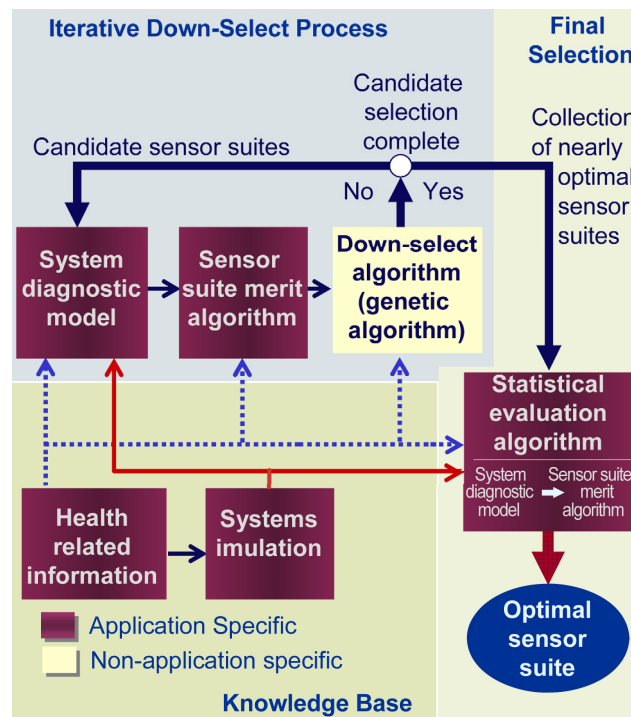 Iterative Down-Select Process
Final
Selection
Candidate
selection
complete
Collection
of nearly
optimal
sensor
suites
Candidate sensor suites
No Yes
System
diagnostic
model
Sensor
suite merit
algorithm
Down-select
algorithm
(genetic
algorithm)
Statistical
evaluation
algorithm
System
diagnostic
model
Sensor suite
merit
algorithm
Health
related
information
Systems
imulation
Optimal
sensor
suite
Application Specific
Non-application specific
Knowledge Base